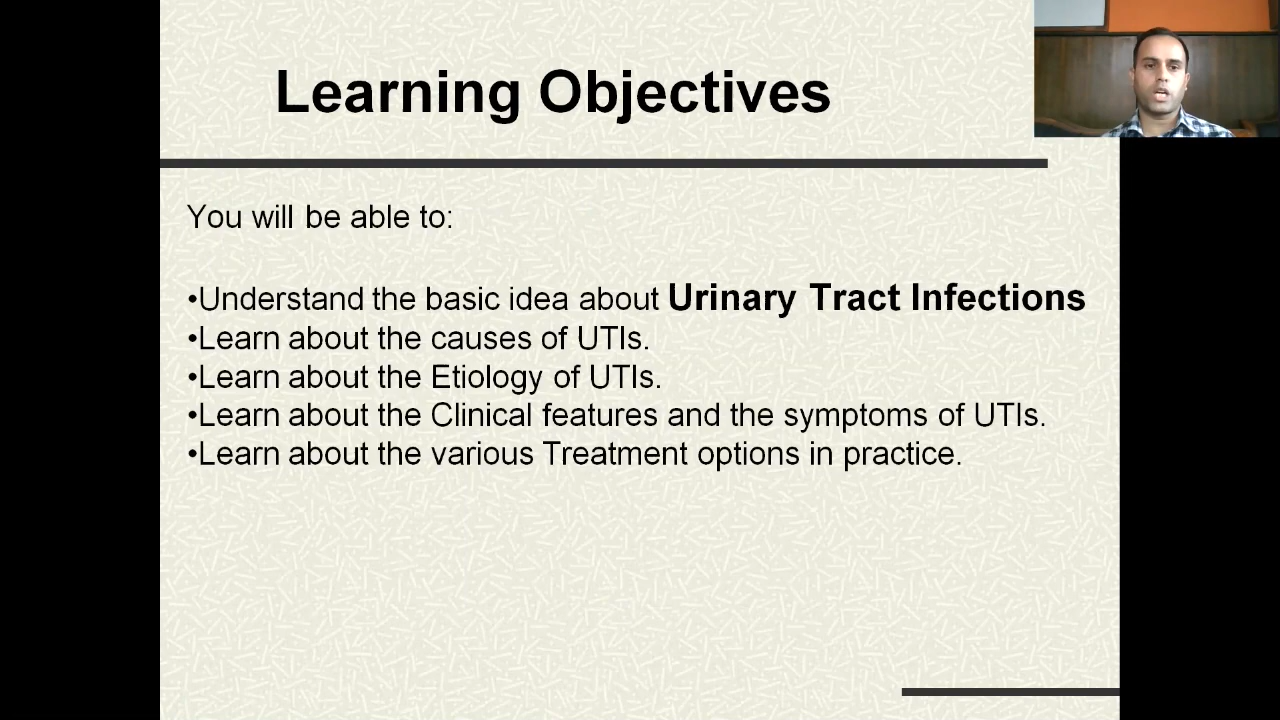 Learning Objectives
You will be able to:
•Understand the basic idea about Urinary Tract Infections
•Learn about the causes of UTIs.
•Learn about the Etiology of UTIs.
•Learn about the Clinical features and the symptoms of UTIs.
•Learn about the various Treatment options in practice.